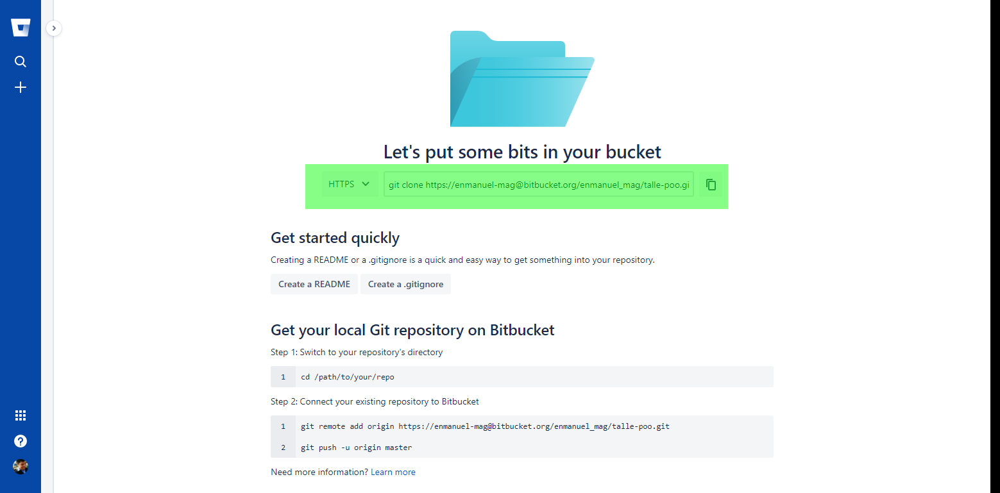 Let's put some bits in your bucket
HTTPS git clone https://enmanuel-mag@bitbucket.org/enmanuel_mag/talle-poo.gi
Get started quickly
Creating a README or a .gitignore is a quick and easy way to get something into your repository.
Create a README Create a .gitignore
Get your local Git repository on Bitbucket
Step 1: Switch to your repository's directory
1 cd /path/to/your/repo
Step 2: Connect your existing repository to Bitbucket
1 git remote add origin https://enmanuel-mag@bitbucket.org/enmanuel_mag/talle-poo.git
2 git push -u origin master
Need more information? Learn more